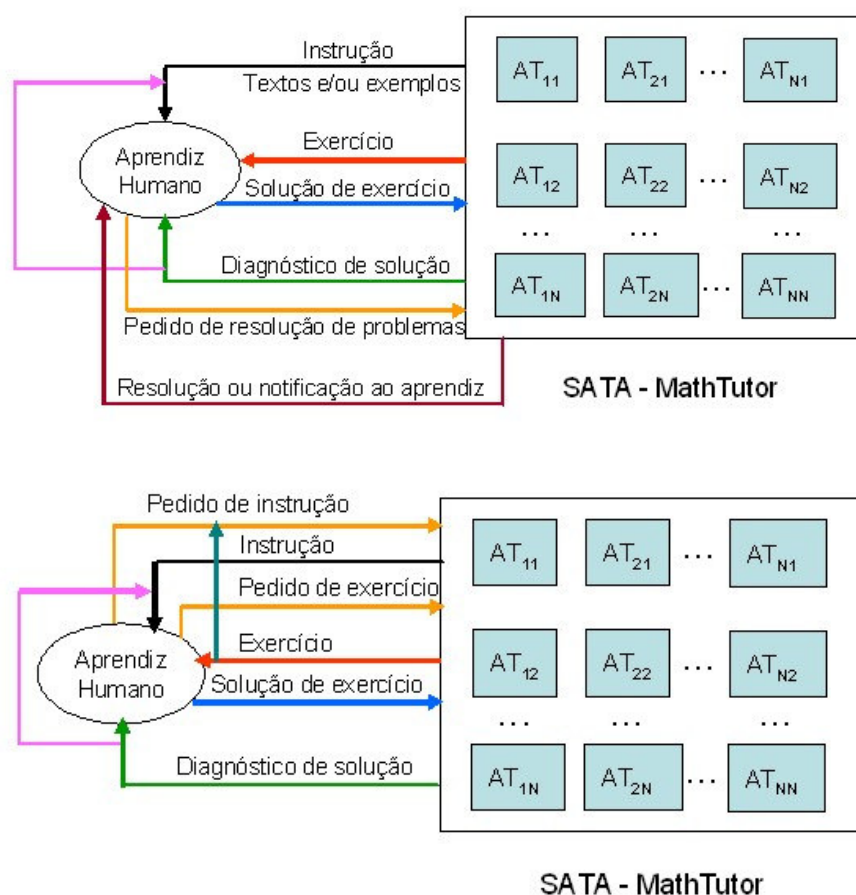 Instrução
Textos e/ou exemplos
Exercício
Aprendiz
Humano
Solução de exercício
Diagnóstico de solução
Pedido de resolução de problemas
Resolução ou notificação ao aprendiz
AT11 AT21 ... ATN1
AT12 AT22 ... ATN2
... ... ...
AT1N AT2N ... ATNN
SATA - MathTutor
Pedido de instrução
Instrução
Pedido de exercício
Exercício
Aprendiz
Humano
Solução de exercício
Diagnóstico de solução
AT11 AT21 ... ATN1
AT12 AT22 ... ATN2
... ... ...
AT1N AT2N ... ATNN
SATA - MathTutor